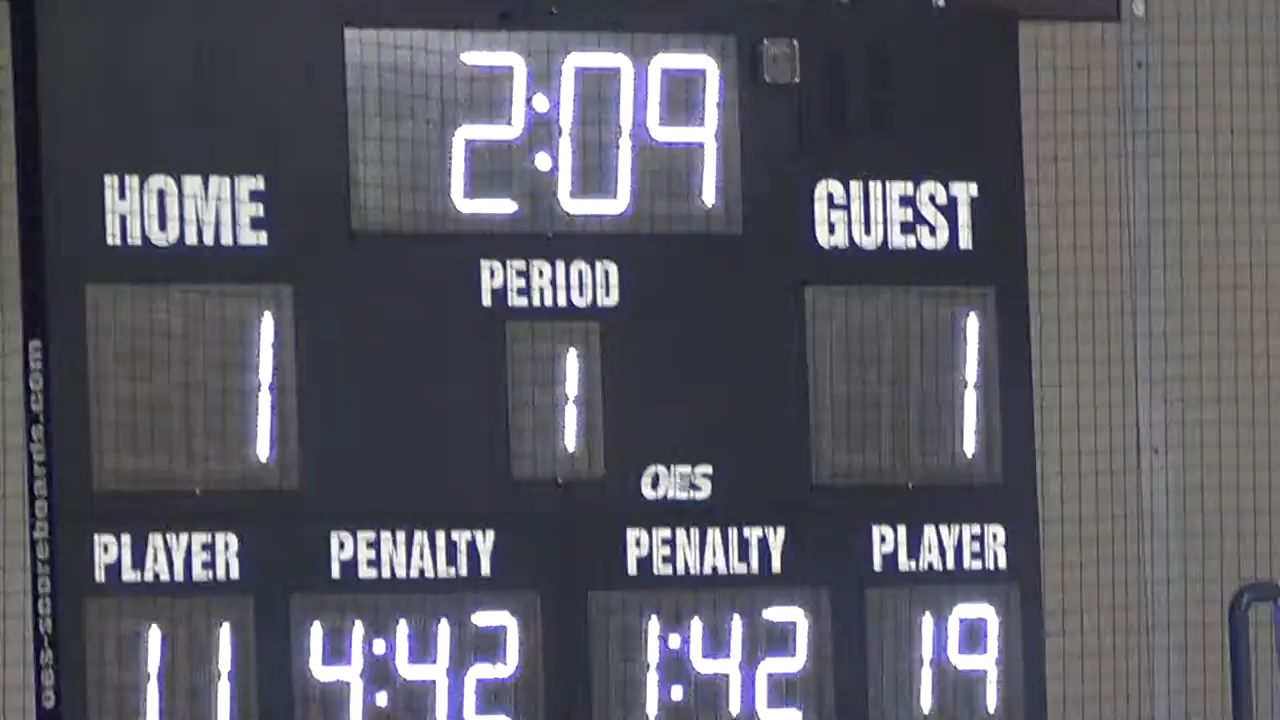 2:09
HOME
GUEST
PERIOD
1
1
1
OES
PLAYER
PENALTY
PENALTY
PLAYER
11
4:42
1:42
19
oes-scoreboards.com